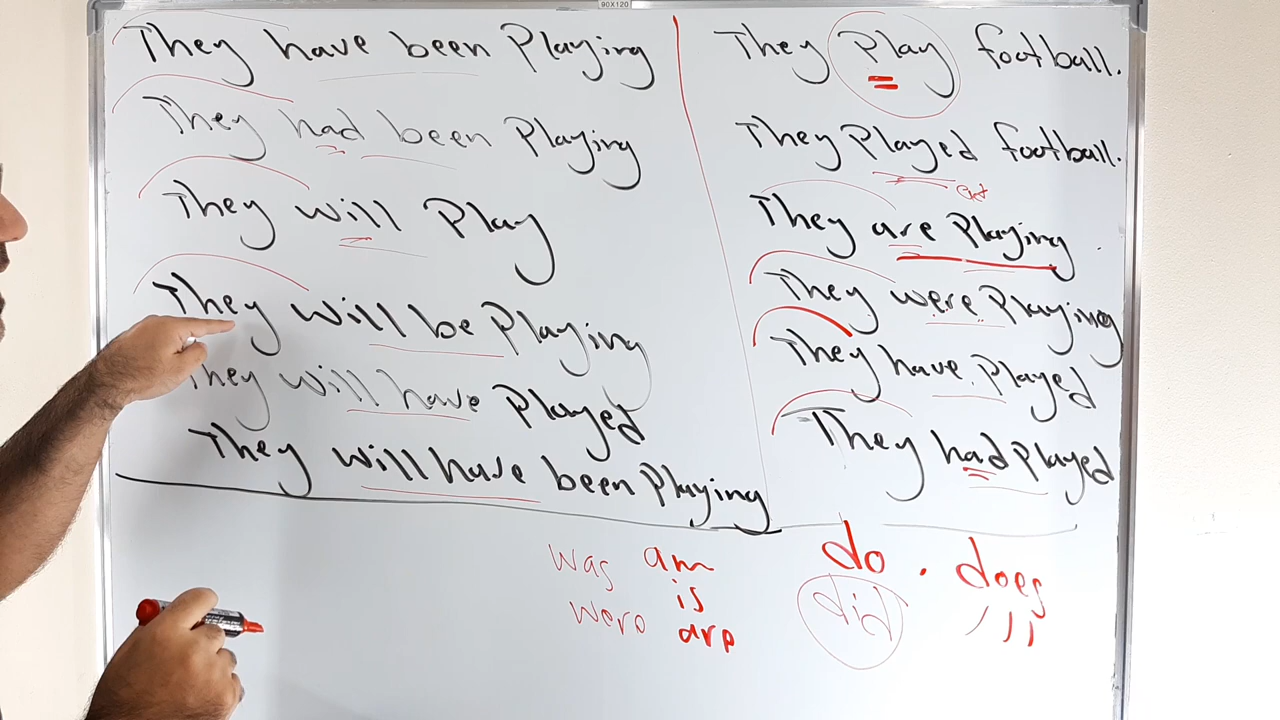 90X120
They have been Playing
They had been Playing
They will Play
They will be Playing
They will have Played
They will have been Playing
They Play football.
They Played football.
They are Playing
They were Playing
They have Played
They had Played
was am
is
were are
do . does
did